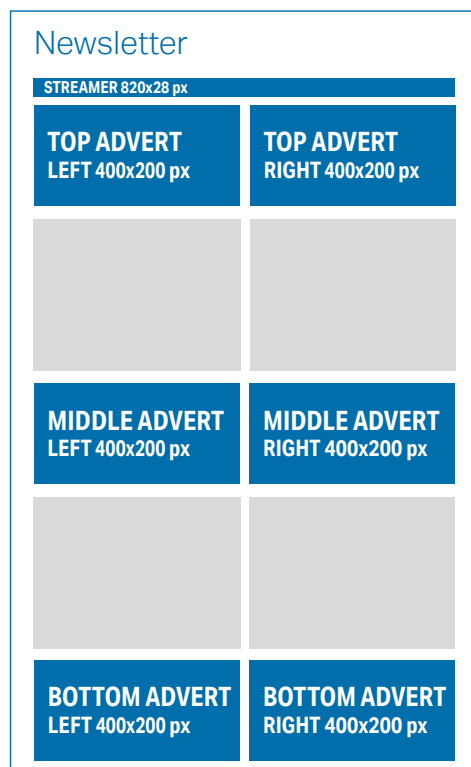 Newsletter
STREAMER 820x28 px
TOP ADVERT
LEFT 400x200 px
TOP ADVERT
RIGHT 400x200 px
MIDDLE ADVERT
LEFT 400x200 px
MIDDLE ADVERT
RIGHT 400x200 px
BOTTOM ADVERT
LEFT 400x200 px
BOTTOM ADVERT
RIGHT 400x200 px